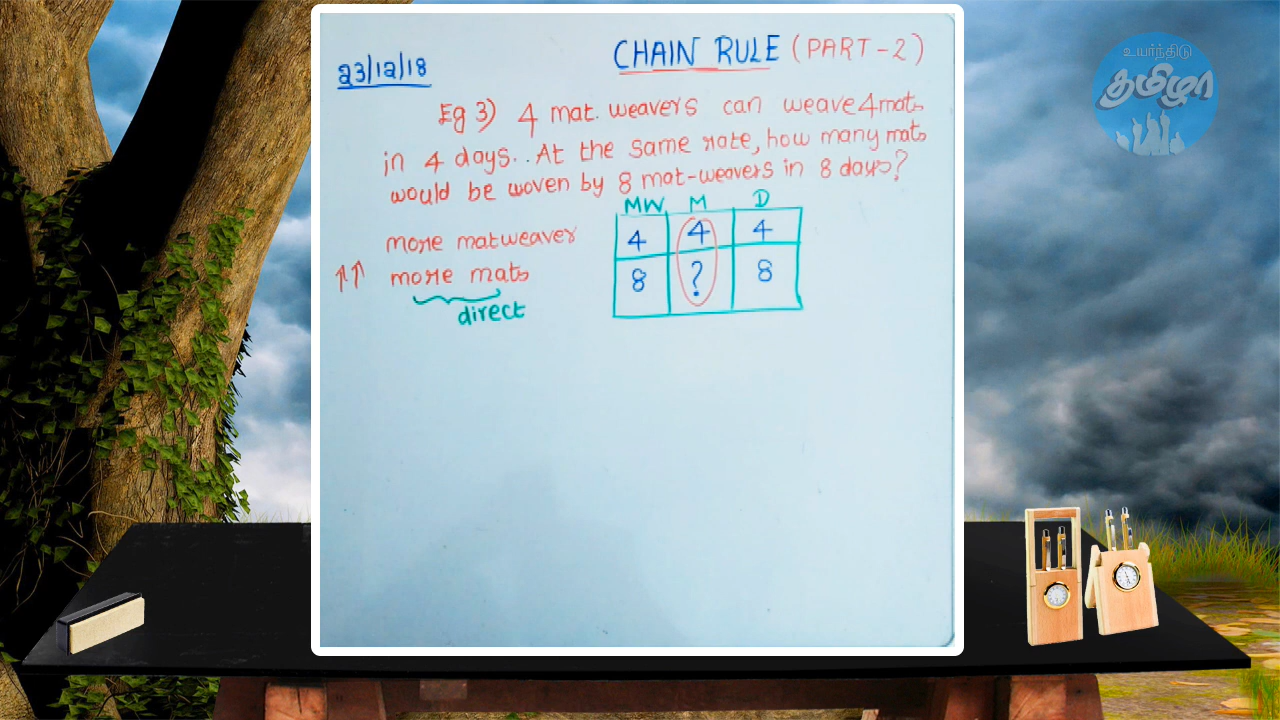 23/12/18
CHAIN RULE (PART-2)
உயர்ந்திடு
தமிழா
Eg 3) 4 mat. weavers can weave 4 mats
in 4 days.. At the same rate, how many mats
would be woven by 8 mat-weavers in 8 days?
MW M D
4 4 4
8 ? 8
more matweaver
↑↑ more mats
direct